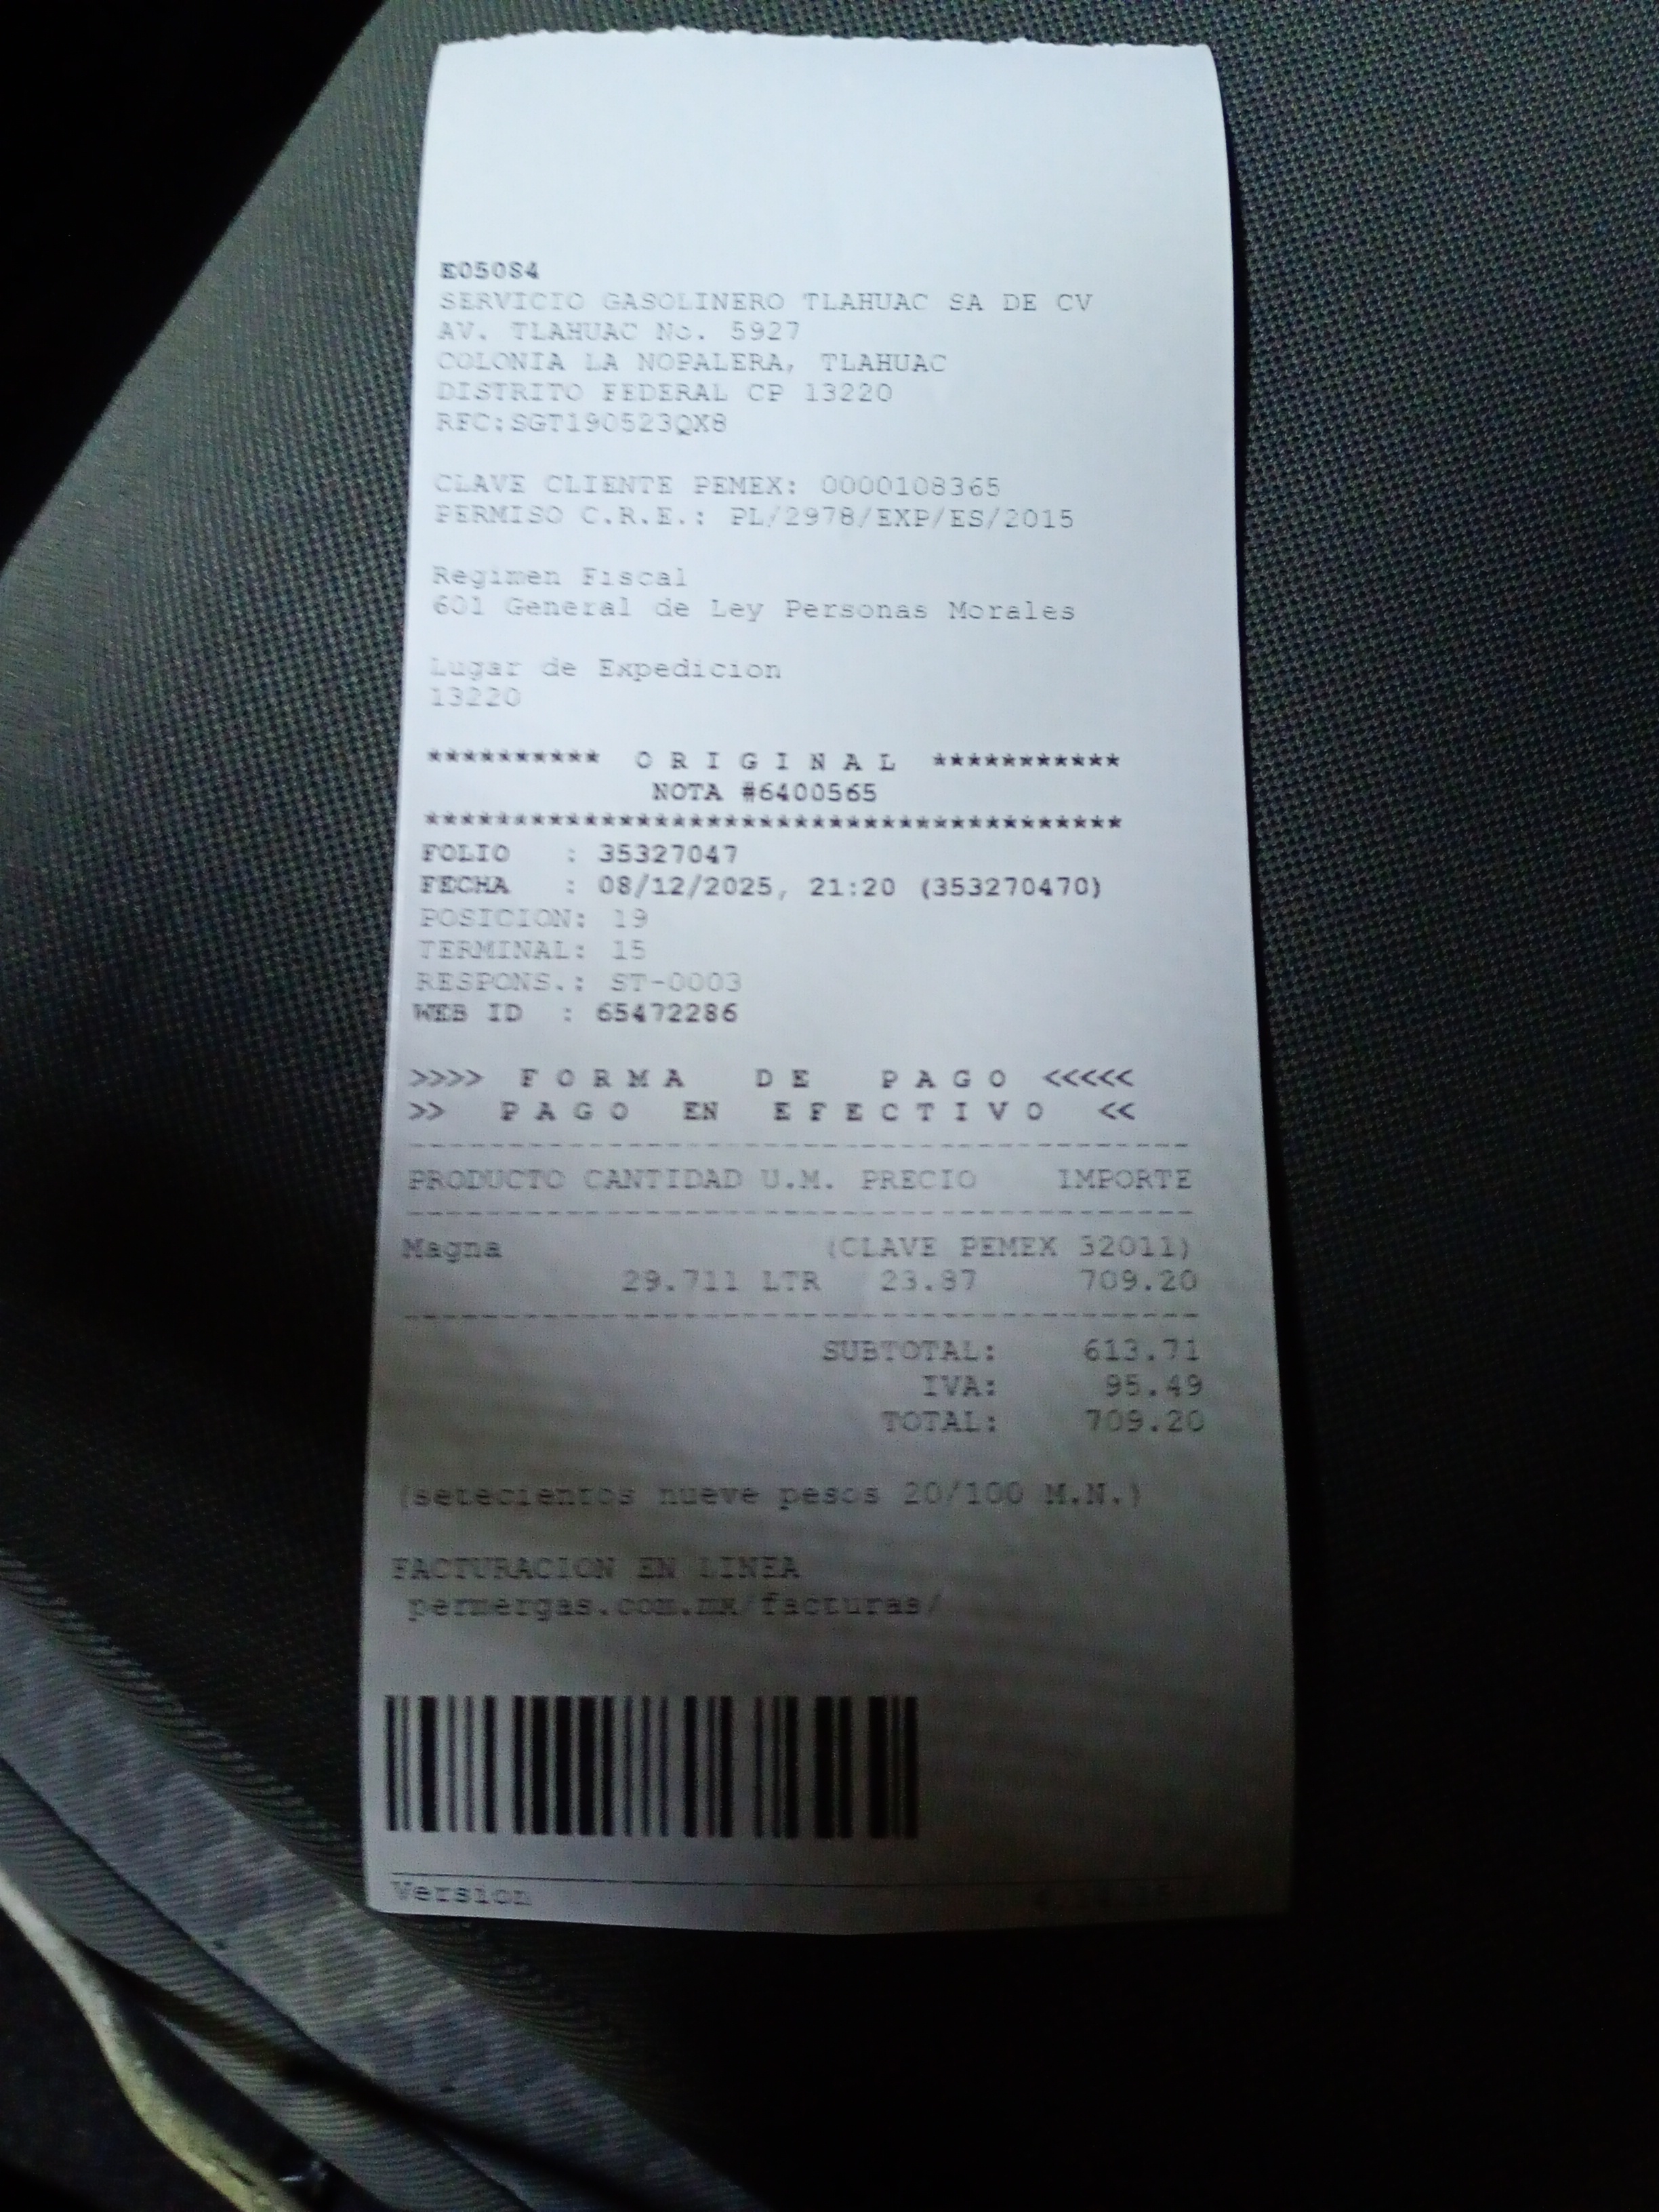 E05084
SERVICIO GASOLINERO TLAHUAC SA DE CV
AV. TLAHUAC No. 5927
COLONIA LA NOPALERA, TLAHUAC
DISTRITO FEDERAL CP 13220
RFC:SGT190523QX8
CLAVE CLIENTE PEMEX: 0000108365
PERMISO C.R.E.: PL/2978/EXP/ES/2015
Regimen Fiscal
601 General de Ley Personas Morales
Lugar de Expedicion
13220
********** O R I G I N A L ***********
NOTA #6400565
****************************************
FOLIO : 35327047
FECHA : 08/12/2025, 21:20 (353270470)
POSICION: 19
TERMINAL: 15
RESPONS.: ST-0003
WEB ID : 65472286
>>>> F O R M A D E P A G O <<<<<
>> P A G O EN E F E C T I V O <<
PRODUCTO CANTIDAD U.M. PRECIO IMPORTE
Magna (CLAVE PEMEX 32011)
29.711 LTR 23.87 709.20
SUBTOTAL: 613.71
IVA: 95.49
TOTAL: 709.20
(setecientos nueve pesos 20/100 M.N.)
FACTURACION EN LINEA
permergas.com.mx/facturas/
Version